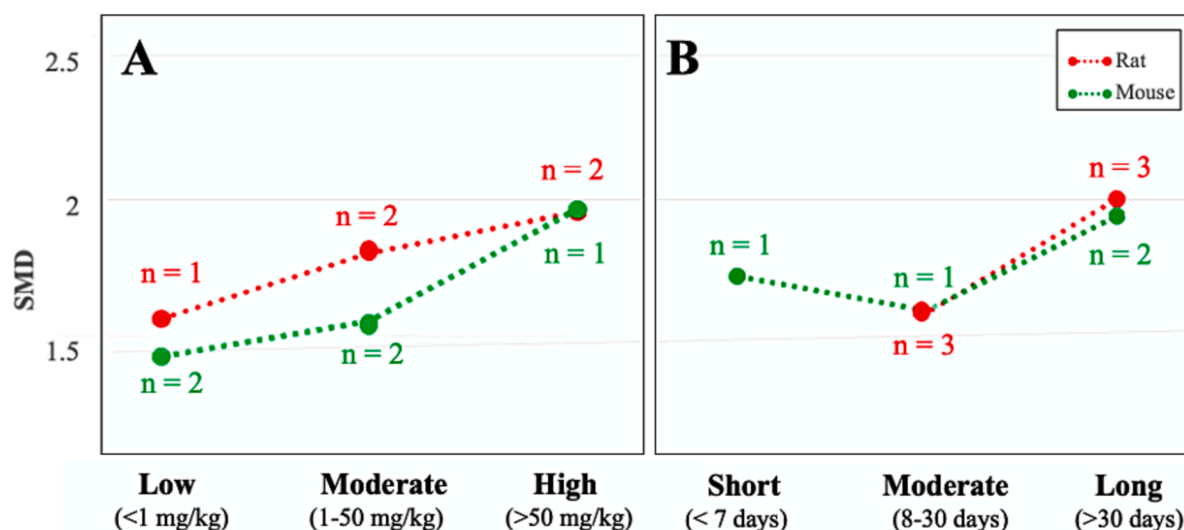 A
B
Rat
Mouse
2.5
2
1.5
SMD
n = 1
n = 2
n = 2
n = 2
n = 2
n = 1
n = 1
n = 1
n = 3
n = 3
n = 2
Low
(<1 mg/kg)
Moderate
(1-50 mg/kg)
High
(>50 mg/kg)
Short
(< 7 days)
Moderate
(8-30 days)
Long
(>30 days)